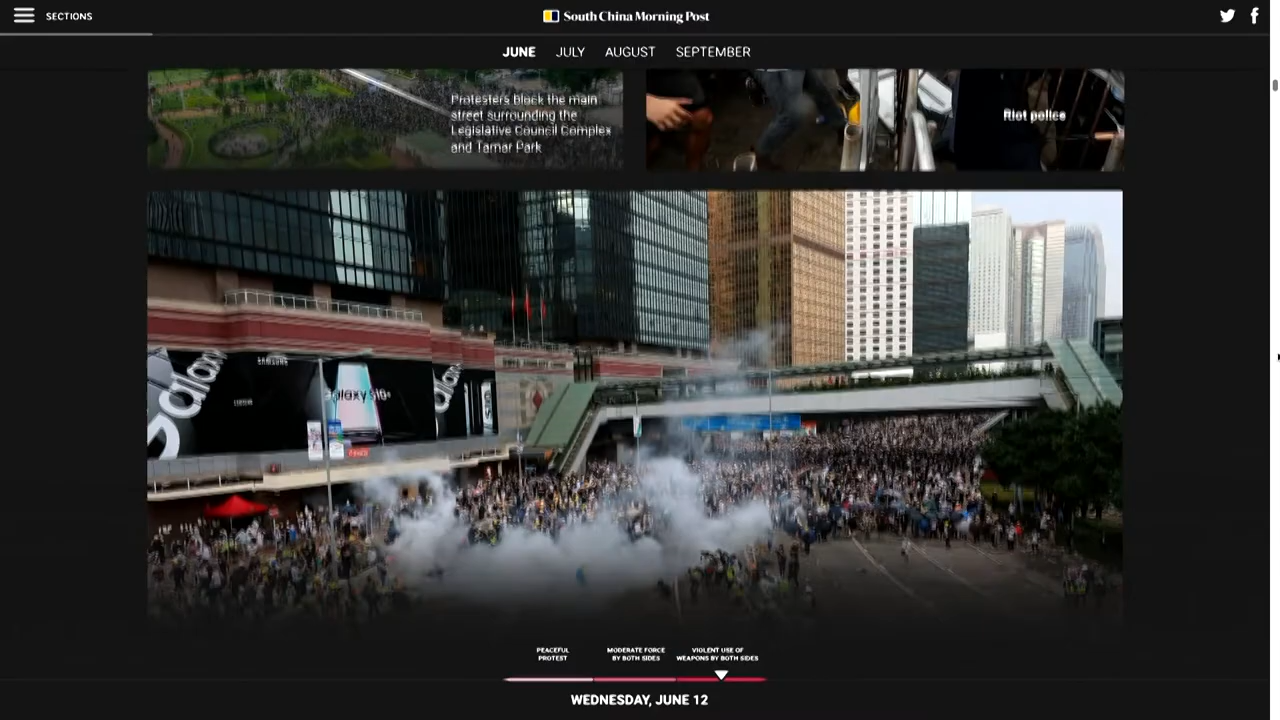 SECTIONS
South China Morning Post
JUNE JULY AUGUST SEPTEMBER
Protesters block the main
street surrounding the
Legislative Council Complex
and Tamar Park
Riot police
Galaxy
SAMSUNG
Galaxy S10+
PEACEFUL
PROTEST
MODERATE FORCE
BY BOTH SIDES
VIOLENT USE OF
WEAPONS BY BOTH SIDES
WEDNESDAY, JUNE 12